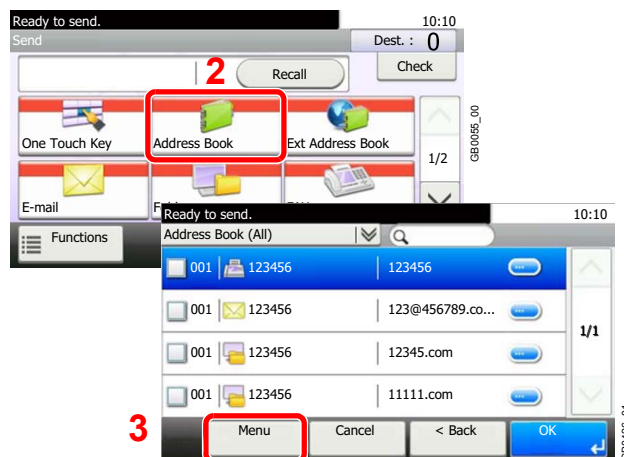 Ready to send. 10:10
Send Dest. : 0
2 Recall Check
One Touch Key Address Book Ext Address Book
1/2
GB0055_00
E-mail
Functions
Ready to send. 10:10
Address Book (All)
001 123456 123456
001 123456 123@456789.co...
1/1
001 123456 12345.com
001 123456 11111.com
3 Menu Cancel < Back OK